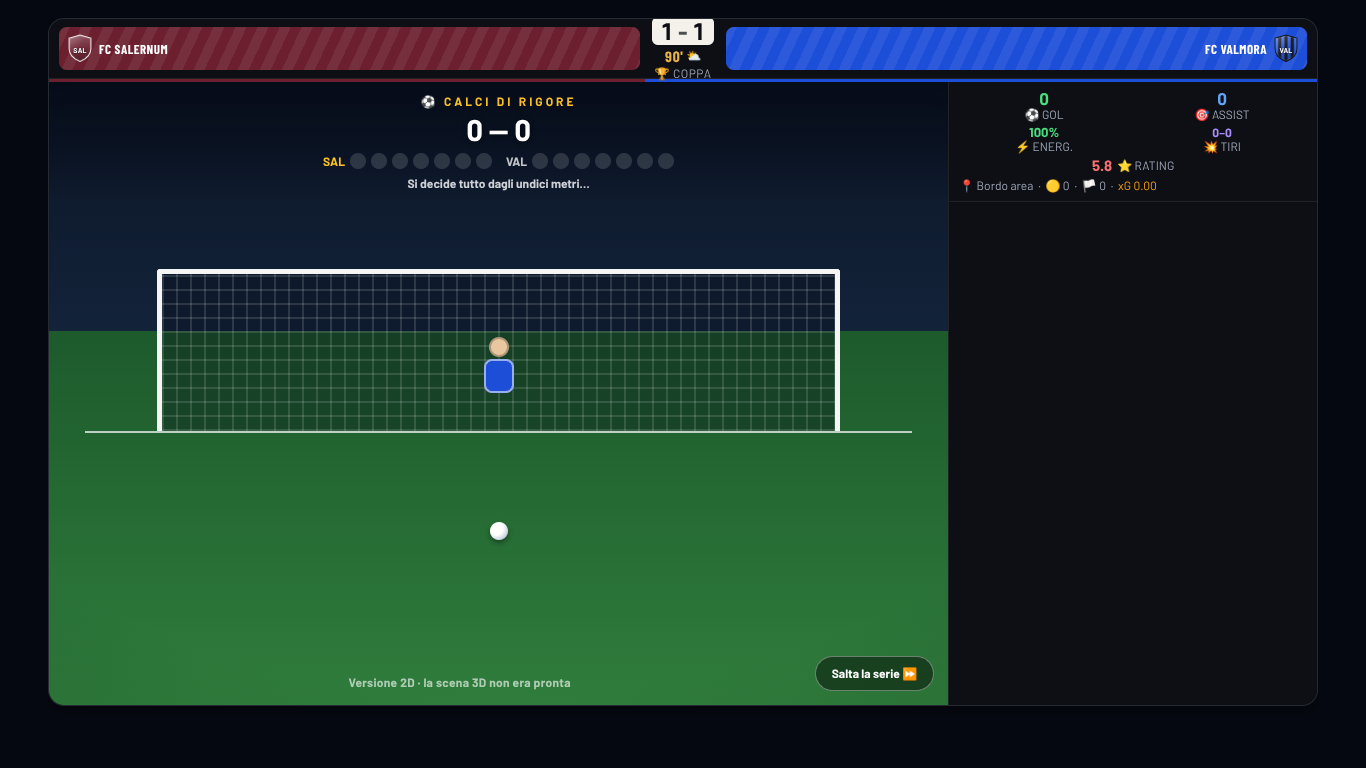 SAL FC SALERNUM
1 - 1
90'
COPPA
FC VALMORA VAL
CALCI DI RIGORE
0 – 0
SAL VAL
Si decide tutto dagli undici metri...
0 GOL
0 ASSIST
100% ENERG.
0-0 TIRI
5.8 RATING
Bordo area · 0 · 0 · xG 0.00
Versione 2D · la scena 3D non era pronta
Salta la serie